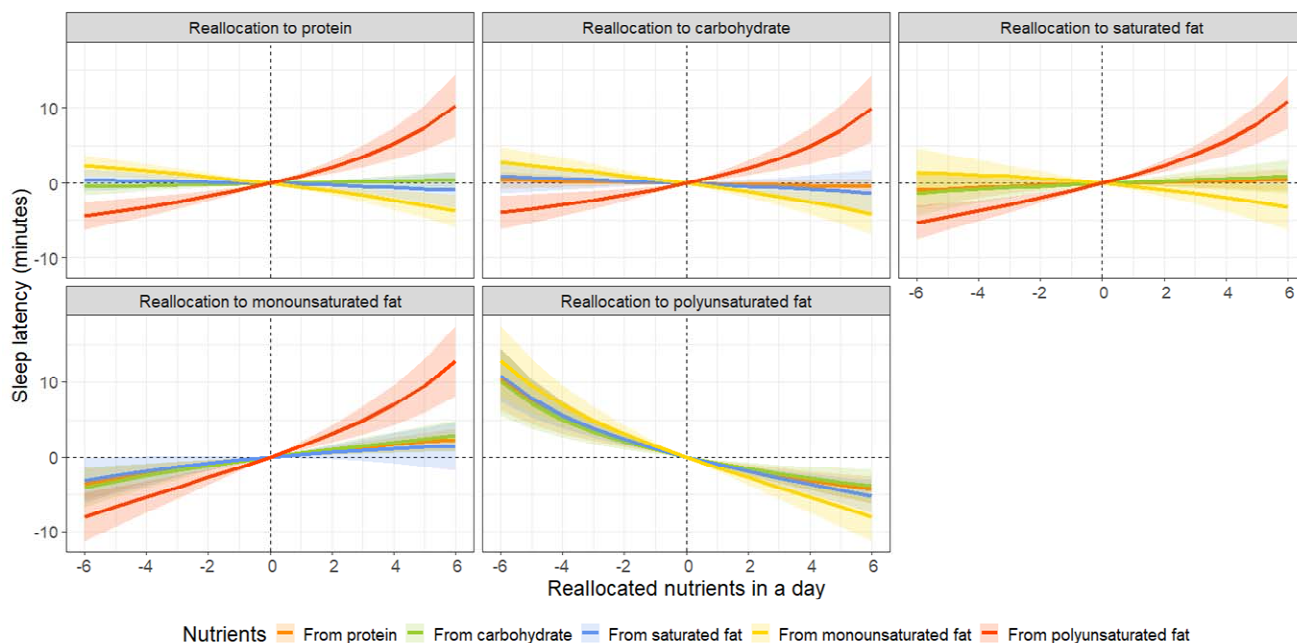 Reallocation to protein
Reallocation to carbohydrate
Reallocation to saturated fat
10
0
-10
-6 -4 -2 0 2 4 6
Reallocation to monounsaturated fat
Reallocation to polyunsaturated fat
10
0
-10
-6 -4 -2 0 2 4 6
-6 -4 -2 0 2 4 6
Sleep latency (minutes)
Reallocated nutrients in a day
Nutrients From protein From carbohydrate From saturated fat From monounsaturated fat From polyunsaturated fat